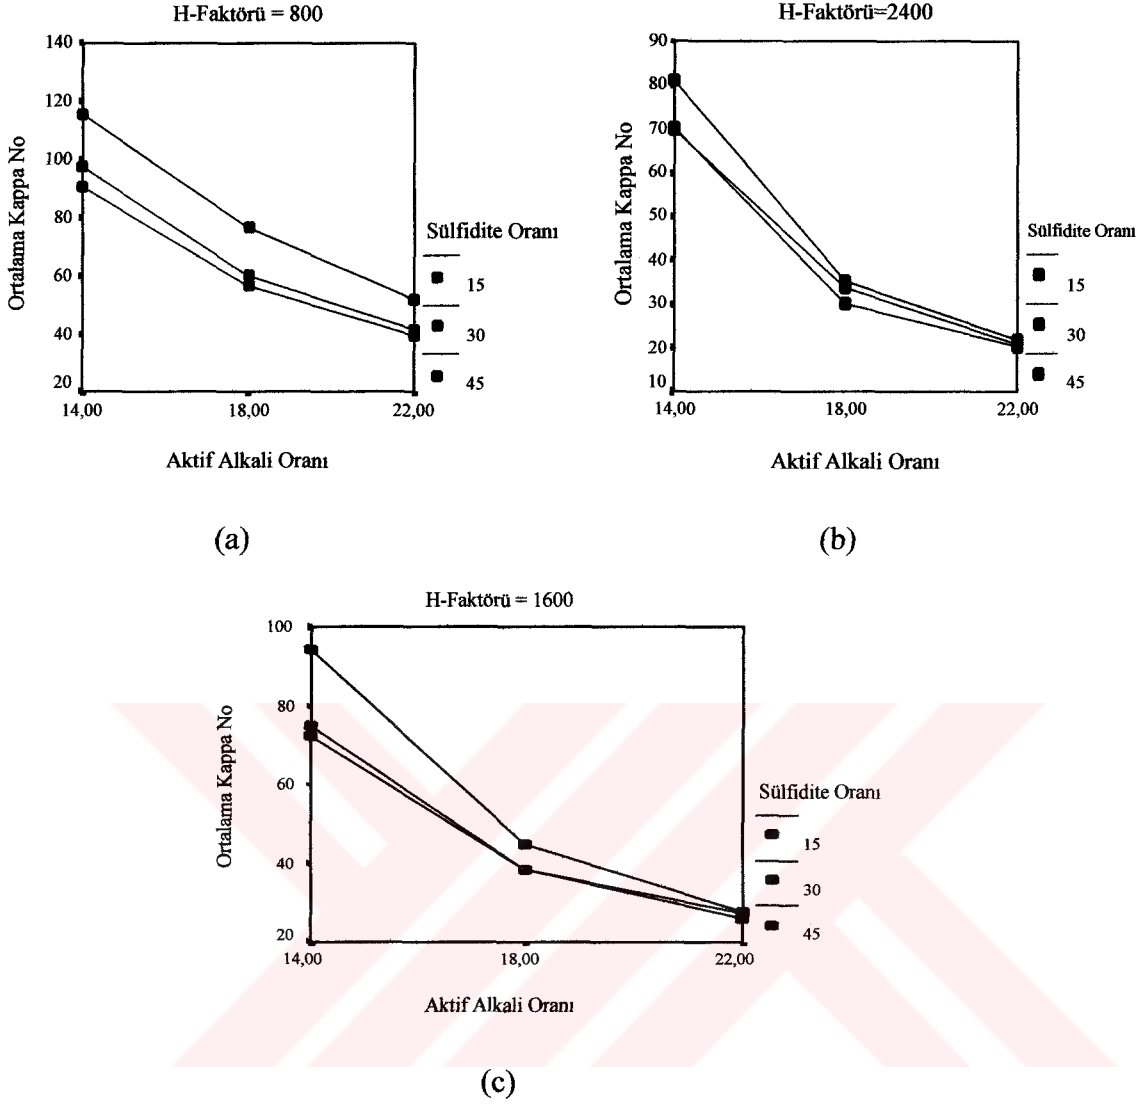 H-Faktörü = 800
140
120
100
80
60
40
20
Ortalama Kappa No
14,00
18,00
22,00
Aktif Alkali Oranı
Sülfidite Oranı
15
30
45
(a)
H-Faktörü=2400
90
80
70
60
50
40
30
20
10
Ortalama Kappa No
14,00
18,00
22,00
Aktif Alkali Oranı
Sülfidite Oranı
15
30
45
(b)
H-Faktörü = 1600
100
80
60
40
20
Ortalama Kappa No
14,00
18,00
22,00
Aktif Alkali Oranı
Sülfidite Oranı
15
30
45
(c)